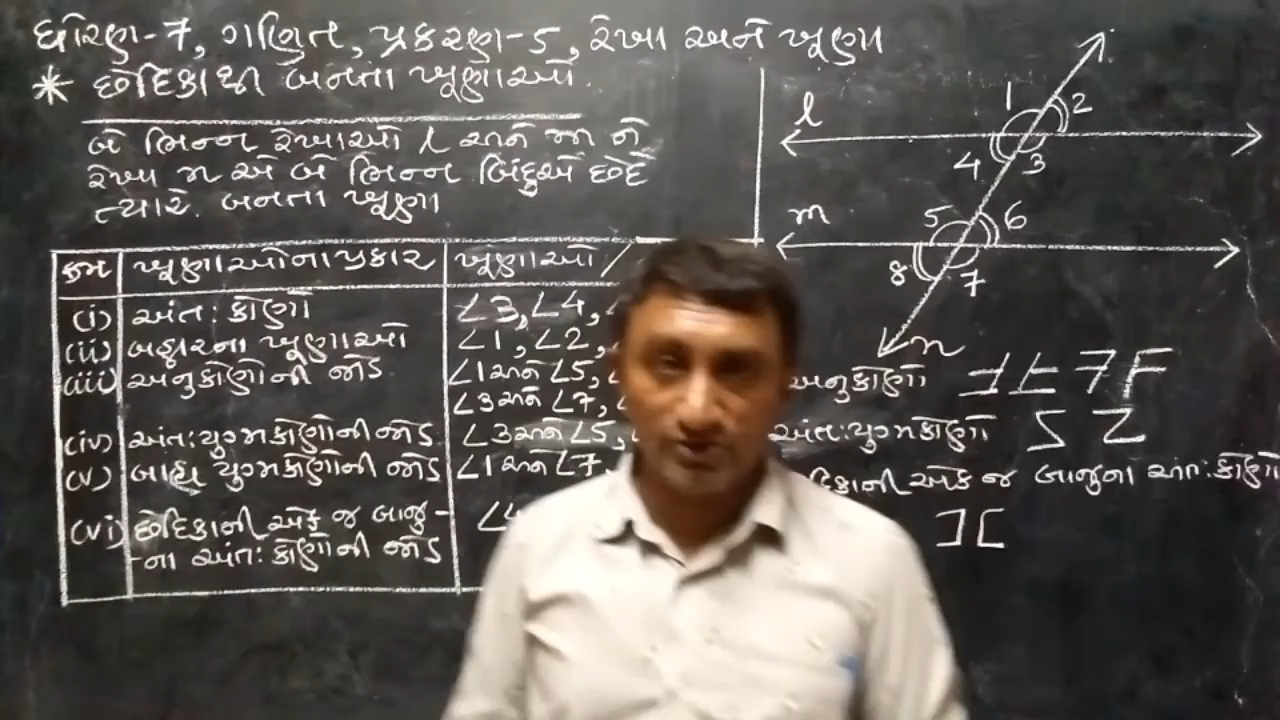 ધોરણ-7, ગણિત, પ્રકરણ-5, રેખા અને ખૂણા
* છેદિકાથી બનતા ખૂણાઓ.
બે ભિન્ન રેખાઓ l અને m ને
રેખા n એ બે ભિન્ન બિંદુએ છેદે
ત્યારે. બનતા ખૂણા
l 1 2
4 3
m 5 6
8 7
n
ક્રમ ખૂણાઓના પ્રકાર ખૂણાઓ
(i) અંત: કોણો ∠3, ∠4,
(ii) બહારના ખૂણાઓ ∠1, ∠2,
(iii) અનુકોણોની જોડ ∠1 અને ∠5,
∠3 અને ∠7,
(iv) અંત:યુગ્મકોણોની જોડ ∠3 અને ∠5,
(v) બાહ્ય યુગ્મકોણોની જોડ ∠1 અને ∠7,
(vi) છેદિકાની એક જ બાજુ-
-ના અંત: કોણોની જોડ
અનુકોણો F
અંત:યુગ્મકોણો S Z
એક જ બાજુના અંત: કોણો